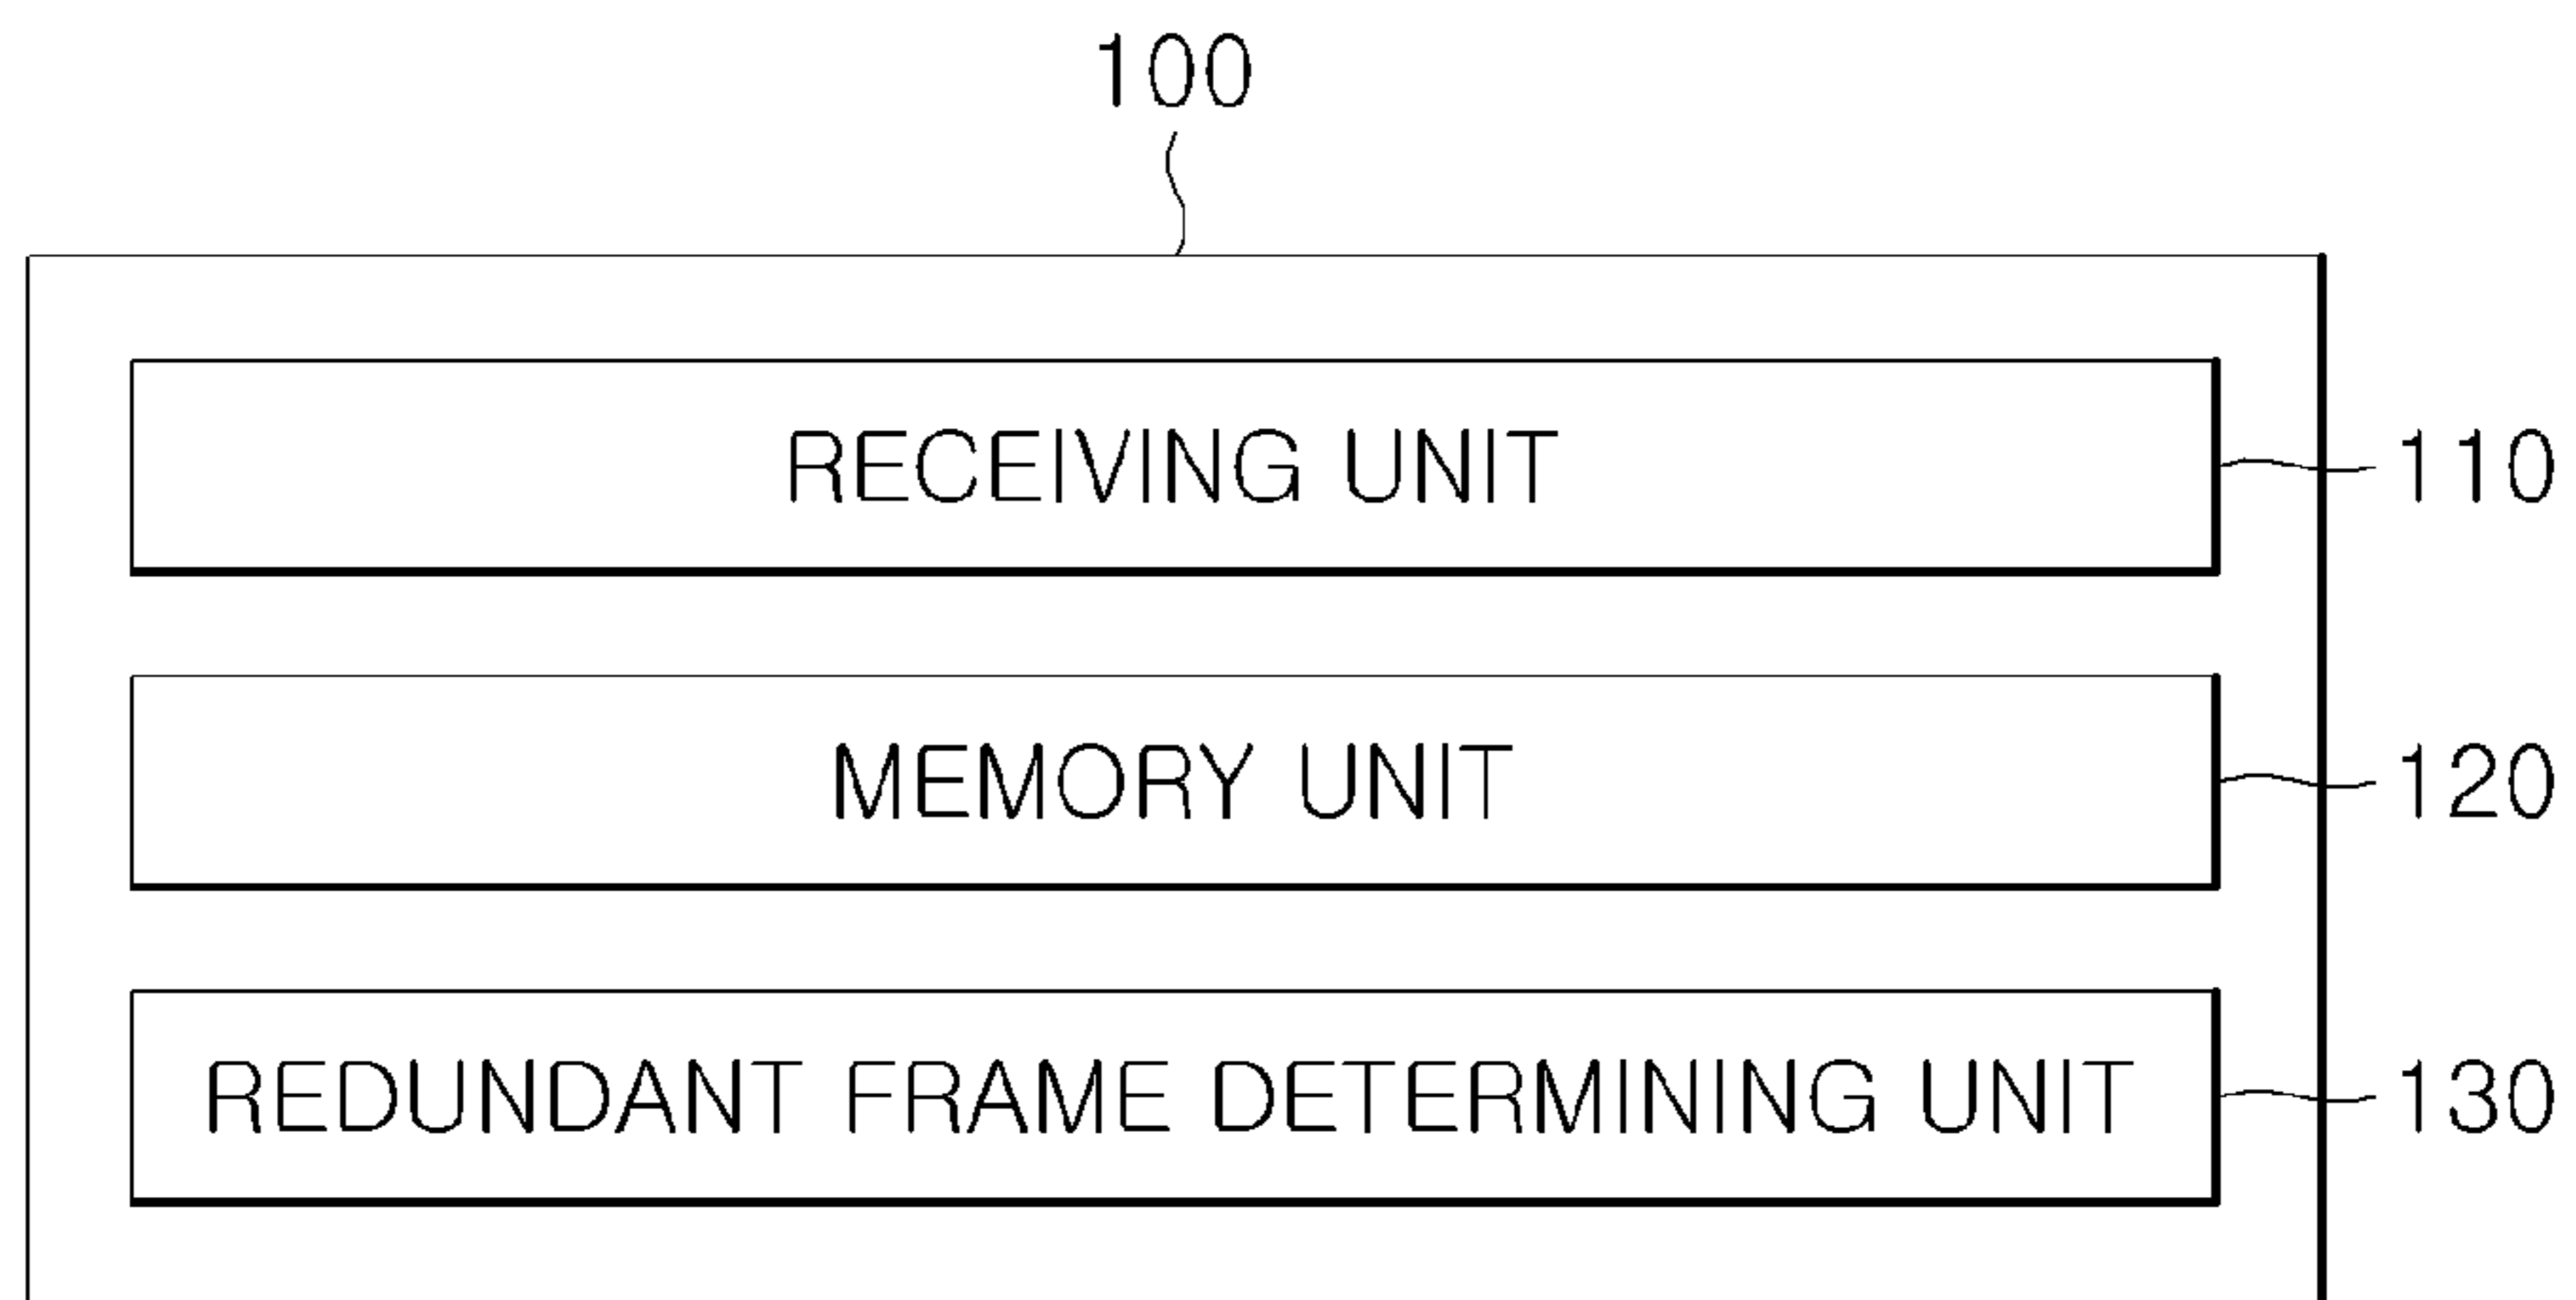 100
RECEIVING UNIT 110
MEMORY UNIT 120
REDUNDANT FRAME DETERMINING UNIT 130